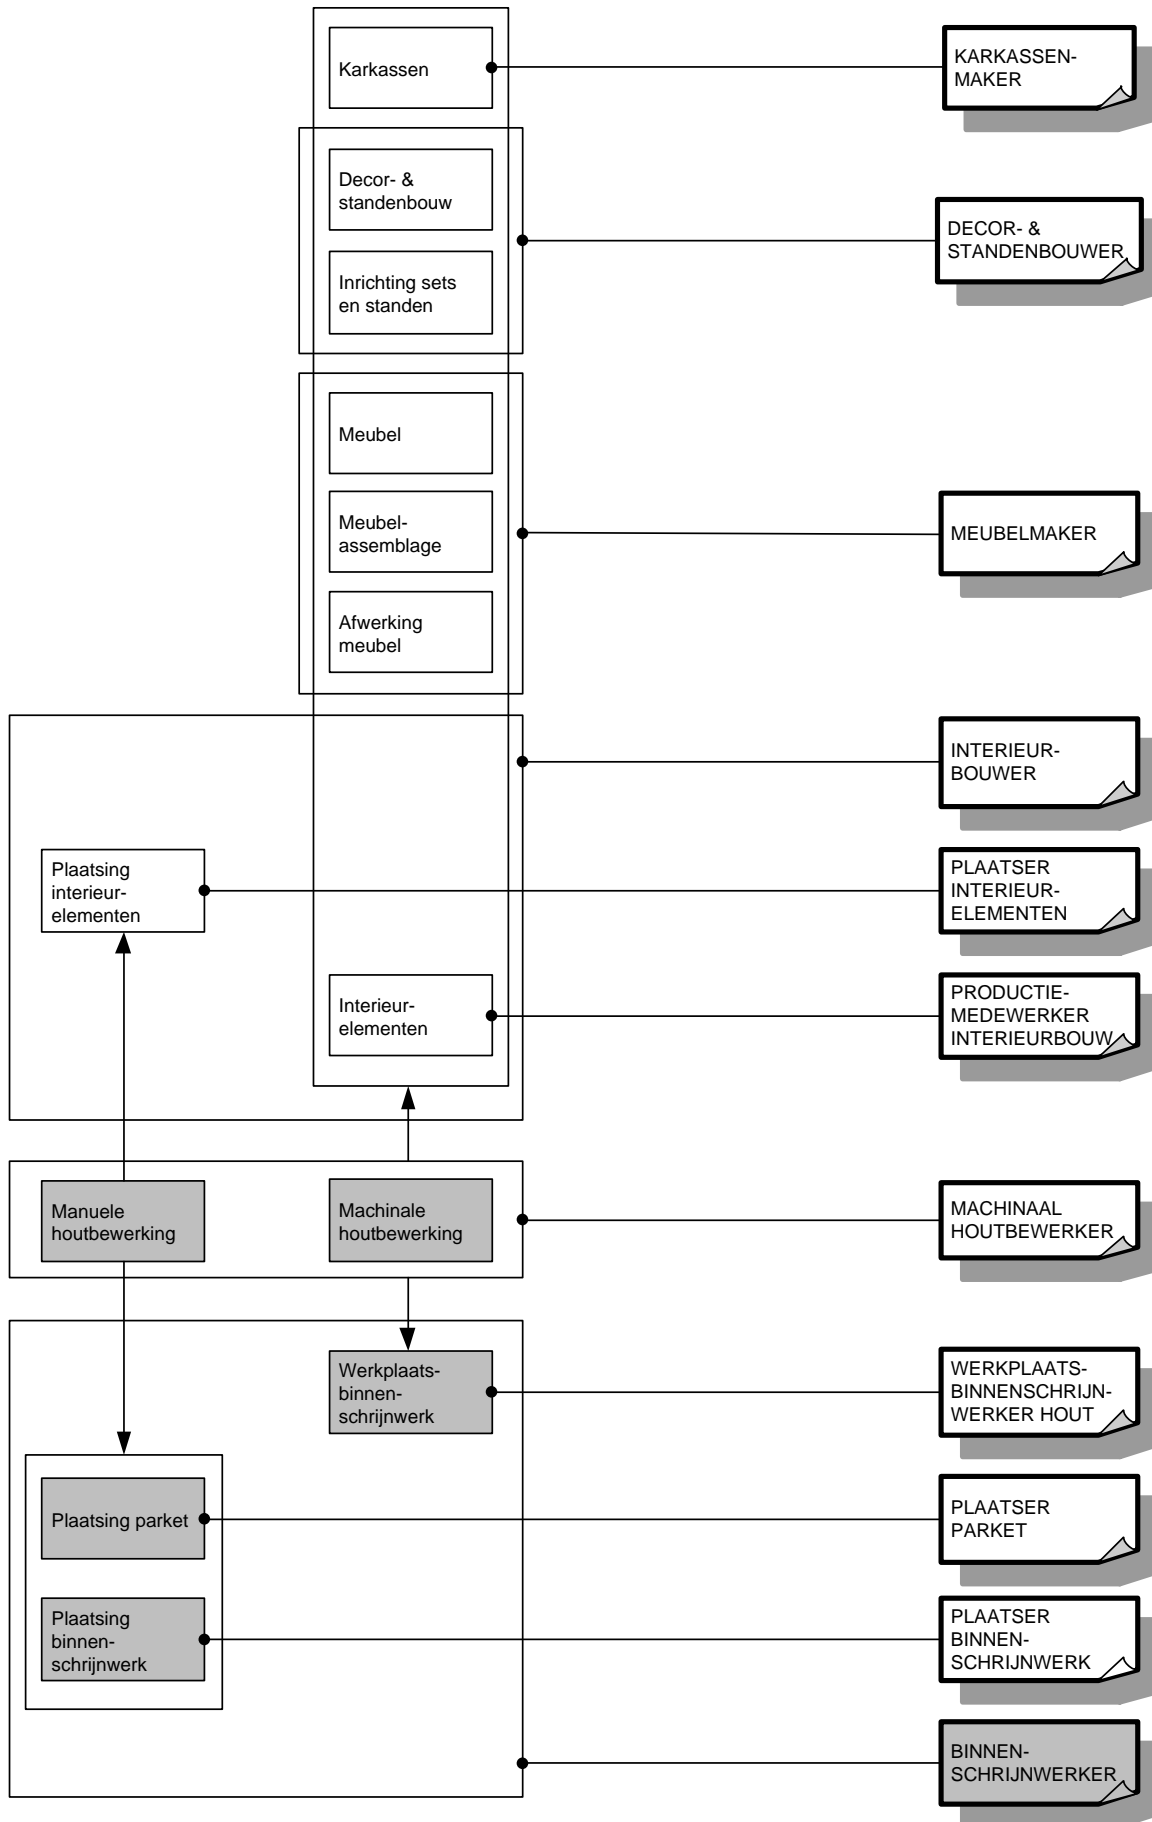 Karkassen
KARKASSEN-
MAKER
Decor- &
standenbouw
Inrichting sets
en standen
DECOR- &
STANDENBOUWER
Meubel
Meubel-
assemblage
Afwerking
meubel
MEUBELMAKER
INTERIEUR-
BOUWER
Plaatsing
interieur-
elementen
PLAATSER
INTERIEUR-
ELEMENTEN
Interieur-
elementen
PRODUCTIE-
MEDEWERKER
INTERIEURBOUW
Manuele
houtbewerking
Machinale
houtbewerking
MACHINAAL
HOUTBEWERKER
Werkplaats-
binnen-
schrijnwerk
WERKPLAATS-
BINNENSCHRIJN-
WERKER HOUT
Plaatsing parket
PLAATSER
PARKET
Plaatsing
binnen-
schrijnwerk
PLAATSER
BINNEN-
SCHRIJNWERK
BINNEN-
SCHRIJNWERKER